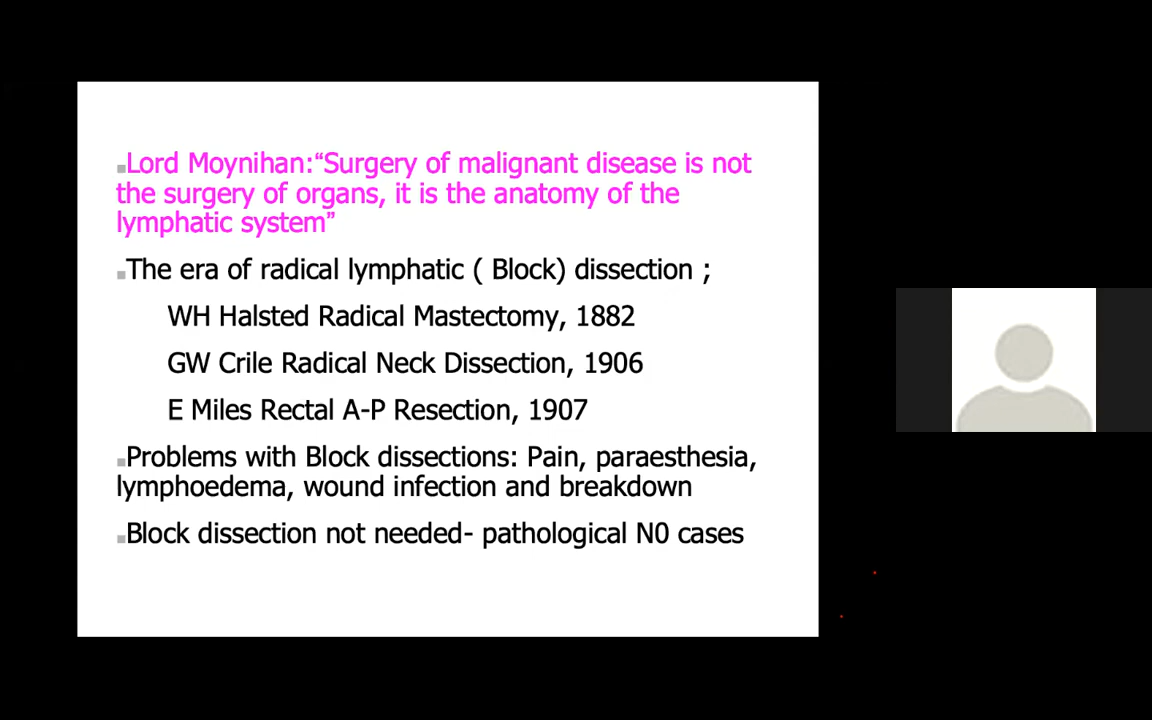 Lord Moynihan:“Surgery of malignant disease is not
the surgery of organs, it is the anatomy of the
lymphatic system”
The era of radical lymphatic ( Block) dissection ;
WH Halsted Radical Mastectomy, 1882
GW Crile Radical Neck Dissection, 1906
E Miles Rectal A-P Resection, 1907
Problems with Block dissections: Pain, paraesthesia,
lymphoedema, wound infection and breakdown
Block dissection not needed- pathological N0 cases